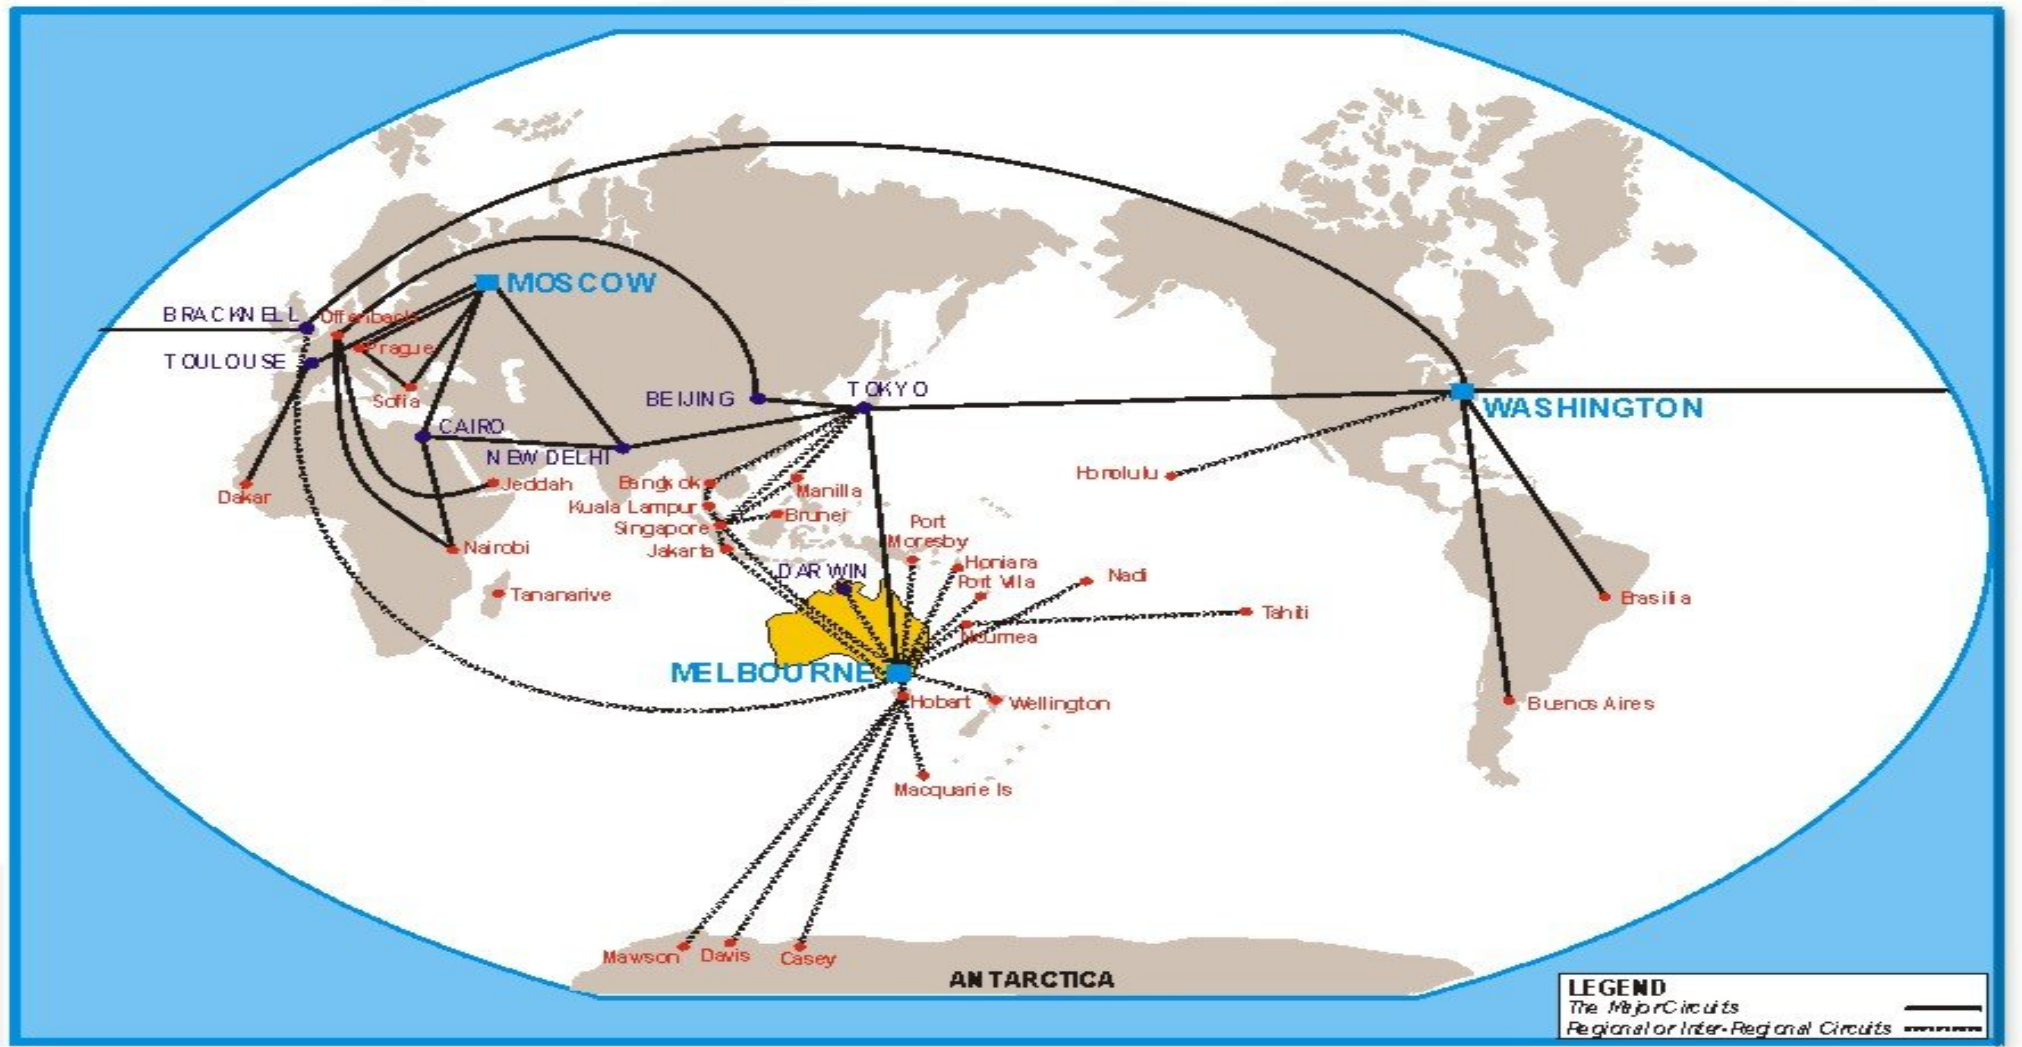 MOSCOW
BRACKNELL
Offenbach
TOULOUSE
Prague
Sofia
BEIJING
TOKYO
WASHINGTON
CAIRO
NEW DELHI
Dakar
Jeddah
Bangkok
Manilla
Honolulu
Kuala Lampur
Brunei
Singapore
Port
Moresby
Nairobi
Jakarta
Honiara
DARWIN
Port Vila
Nadi
Tananarive
Brasilia
Tahiti
Noumea
MELBOURNE
Hobart
Wellington
Buenos Aires
Macquarie Is
Mawson
Davis
Casey
ANTARCTICA
LEGEND
The Major Circuits
Regional or Inter-Regional Circuits